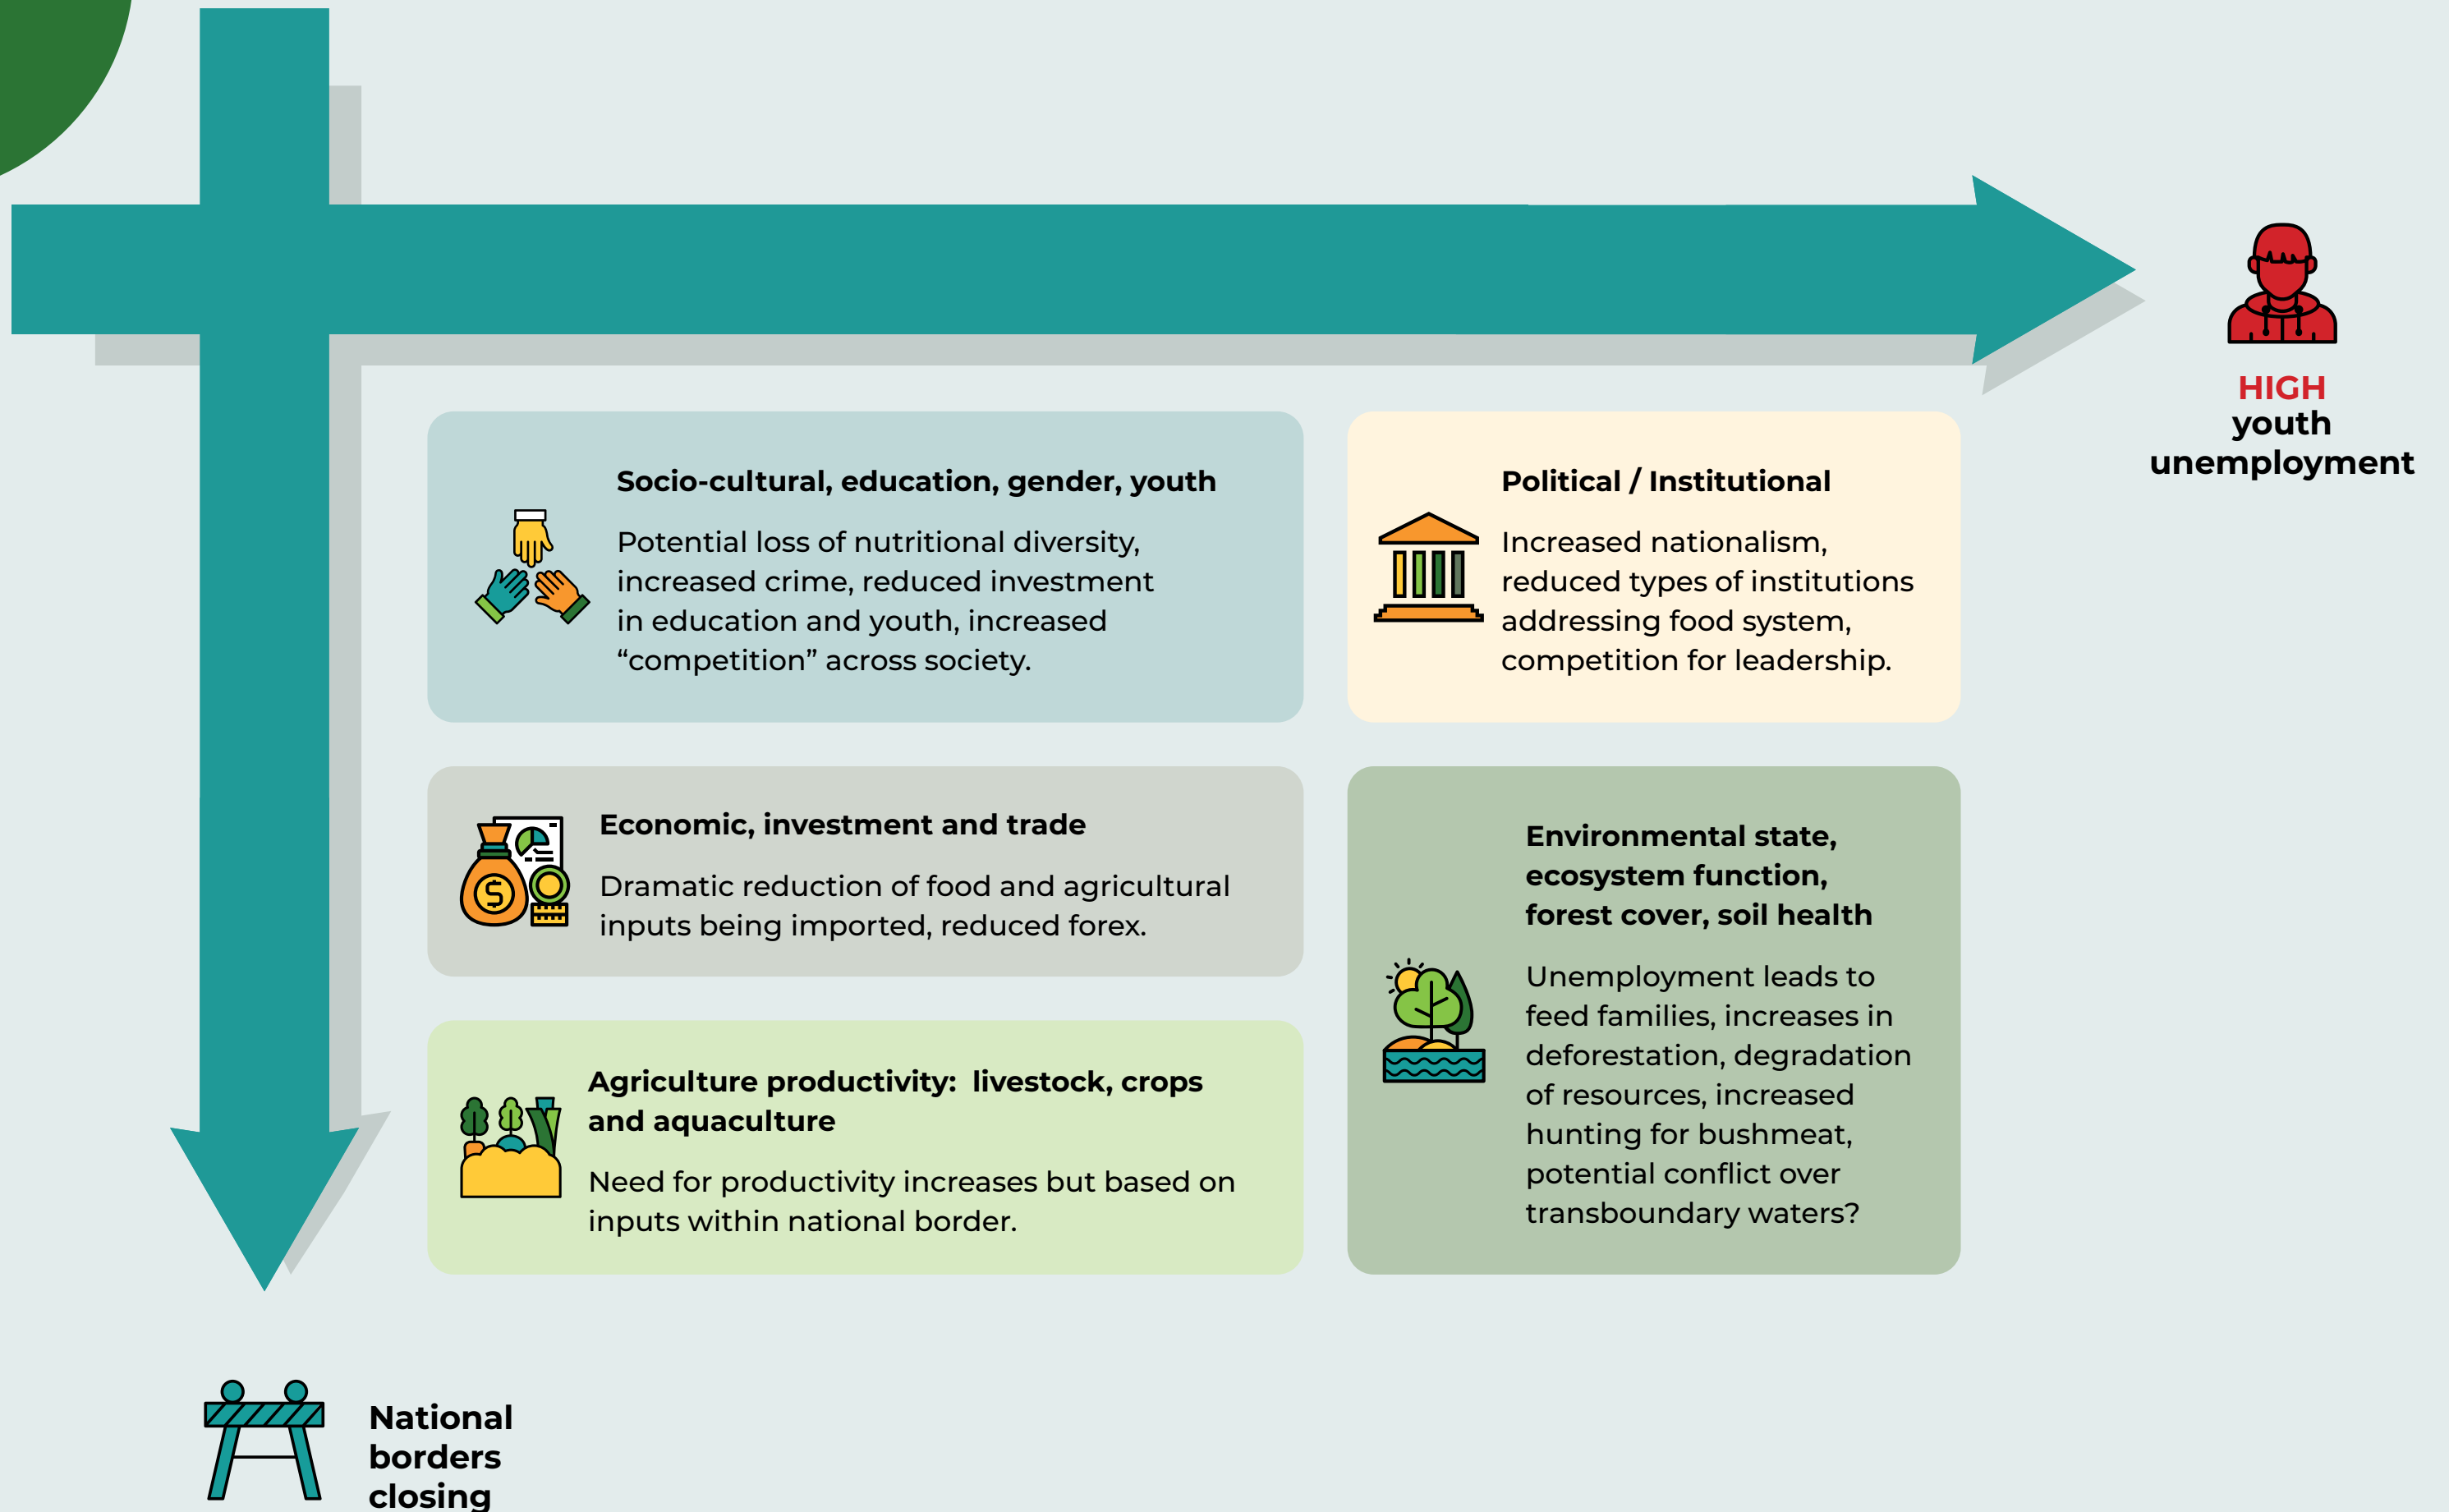 HIGH
youth
unemployment
Socio-cultural, education, gender, youth
Potential loss of nutritional diversity,
increased crime, reduced investment
in education and youth, increased
“competition” across society.
Political / Institutional
Increased nationalism,
reduced types of institutions
addressing food system,
competition for leadership.
Economic, investment and trade
Dramatic reduction of food and agricultural
inputs being imported, reduced forex.
Environmental state,
ecosystem function,
forest cover, soil health
Unemployment leads to
feed families, increases in
deforestation, degradation
of resources, increased
hunting for bushmeat,
potential conflict over
transboundary waters?
Agriculture productivity:  livestock, crops
and aquaculture
Need for productivity increases but based on
inputs within national border.
National
borders
closing